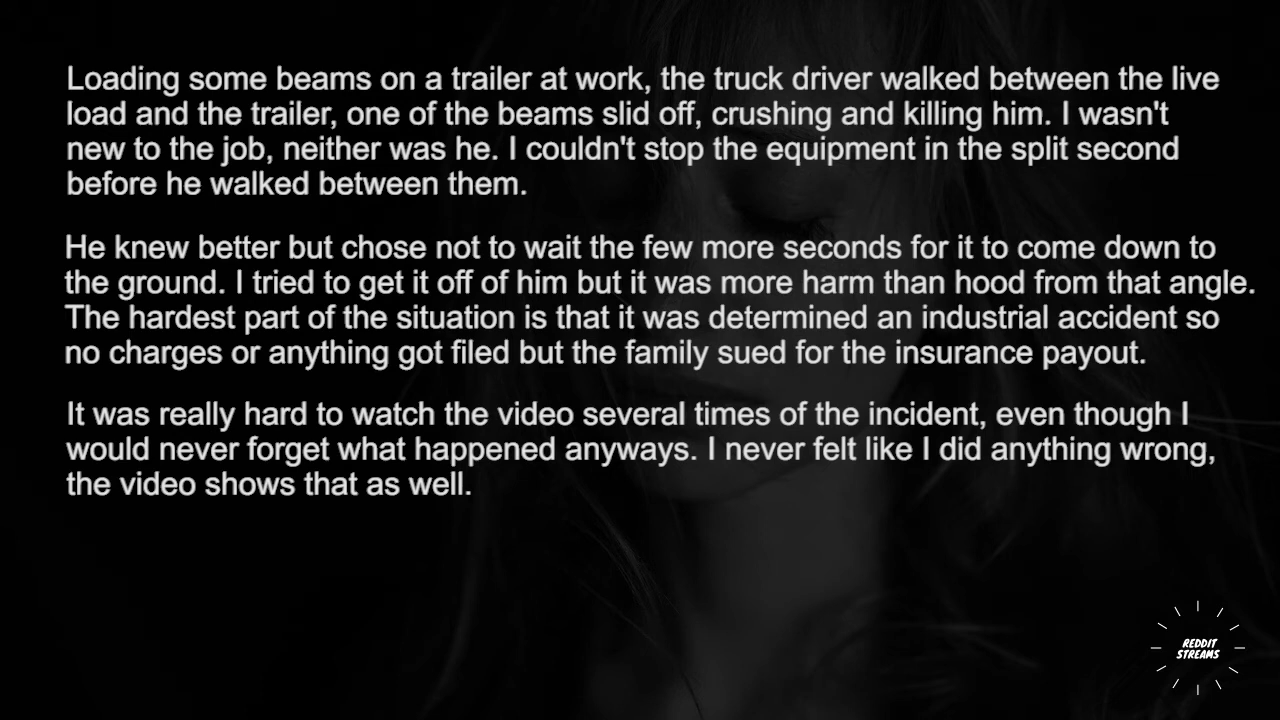 Loading some beams on a trailer at work, the truck driver walked between the live
load and the trailer, one of the beams slid off, crushing and killing him. I wasn't
new to the job, neither was he. I couldn't stop the equipment in the split second
before he walked between them.
He knew better but chose not to wait the few more seconds for it to come down to
the ground. I tried to get it off of him but it was more harm than hood from that angle.
The hardest part of the situation is that it was determined an industrial accident so
no charges or anything got filed but the family sued for the insurance payout.
It was really hard to watch the video several times of the incident, even though I
would never forget what happened anyways. I never felt like I did anything wrong,
the video shows that as well.
REDDIT
STREAMS